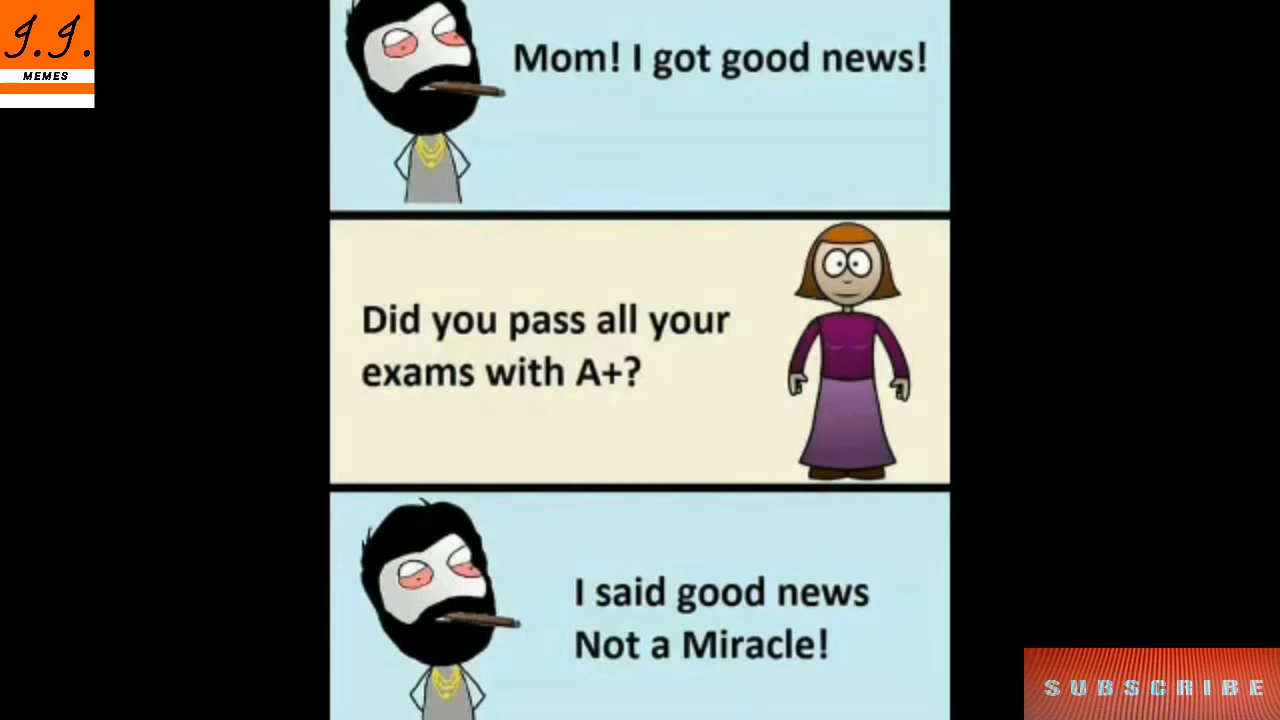 J.J.
MEMES
Mom! I got good news!
Did you pass all your
exams with A+?
I said good news
Not a Miracle!
SUBSCRIBE